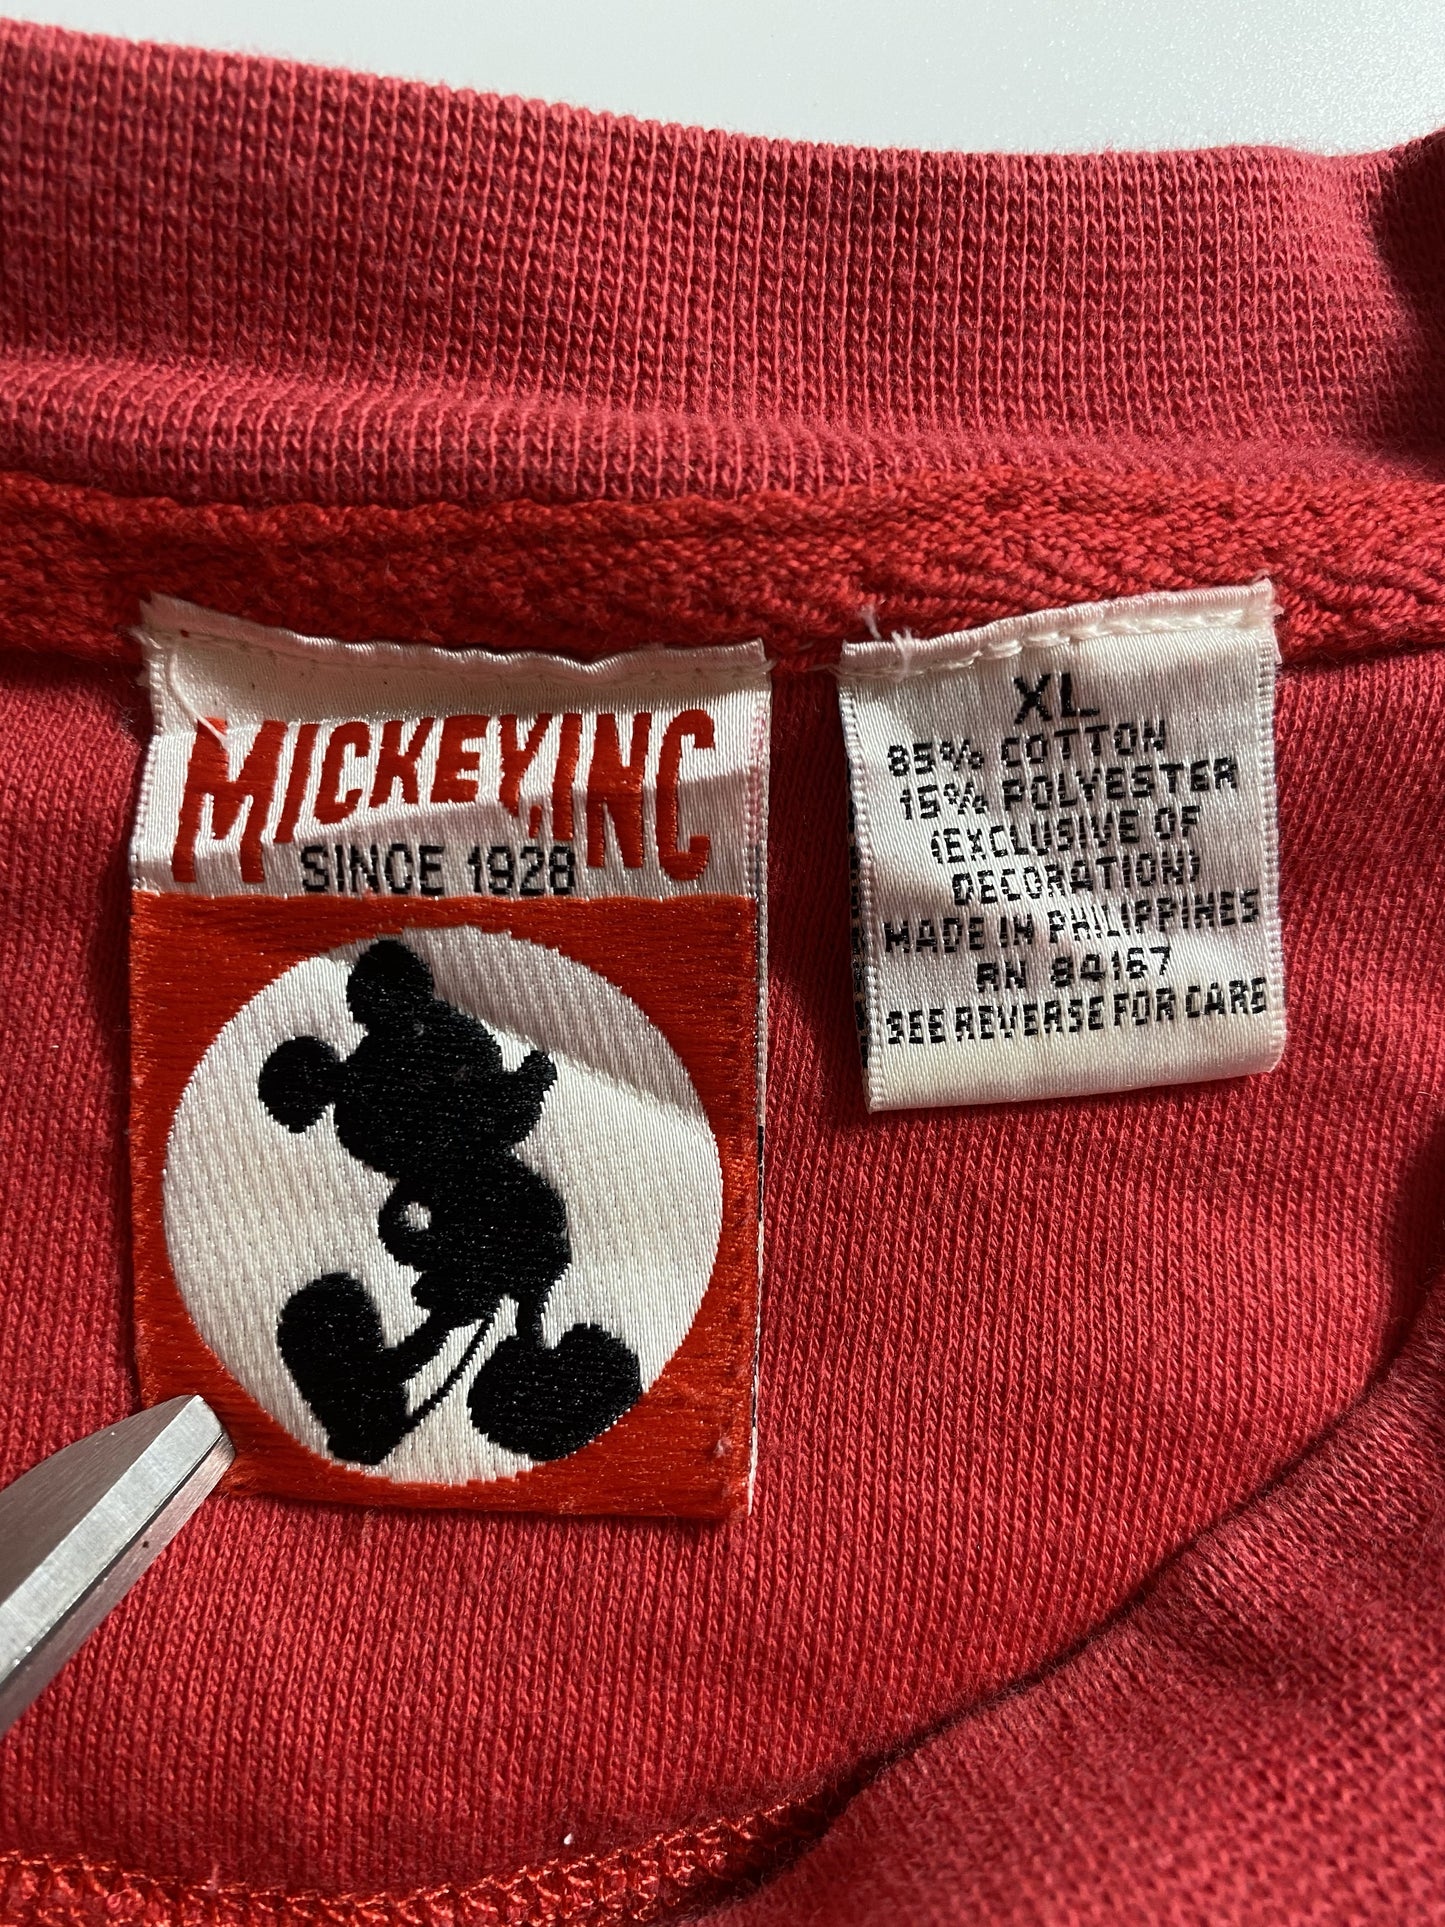 MICKEY, INC
SINCE 1928
XL
85% COTTON
15% POLYESTER
(EXCLUSIVE OF
DECORATION)
MADE IN PHILIPPINES
RN 84167
SEE REVERSE FOR CARE